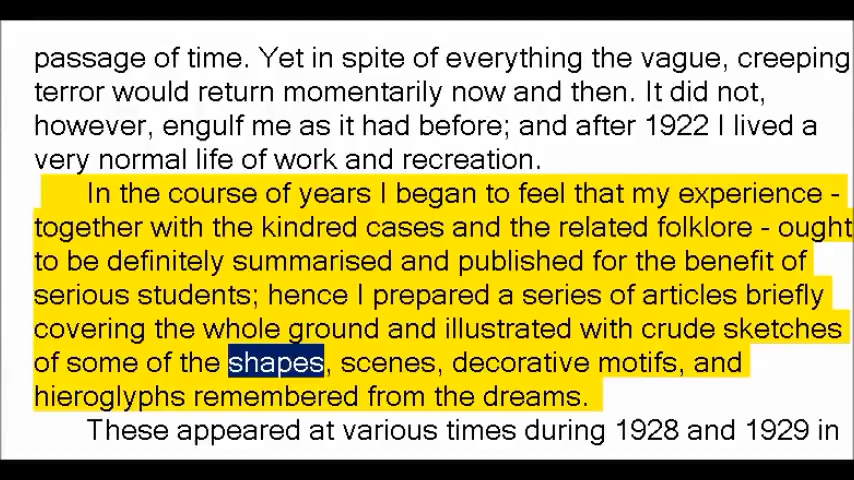 passage of time. Yet in spite of everything the vague, creeping
terror would return momentarily now and then. It did not,
however, engulf me as it had before; and after 1922 I lived a
very normal life of work and recreation.
In the course of years I began to feel that my experience -
together with the kindred cases and the related folklore - ought
to be definitely summarised and published for the benefit of
serious students; hence I prepared a series of articles briefly
covering the whole ground and illustrated with crude sketches
of some of the shapes, scenes, decorative motifs, and
hieroglyphs remembered from the dreams.
These appeared at various times during 1928 and 1929 in